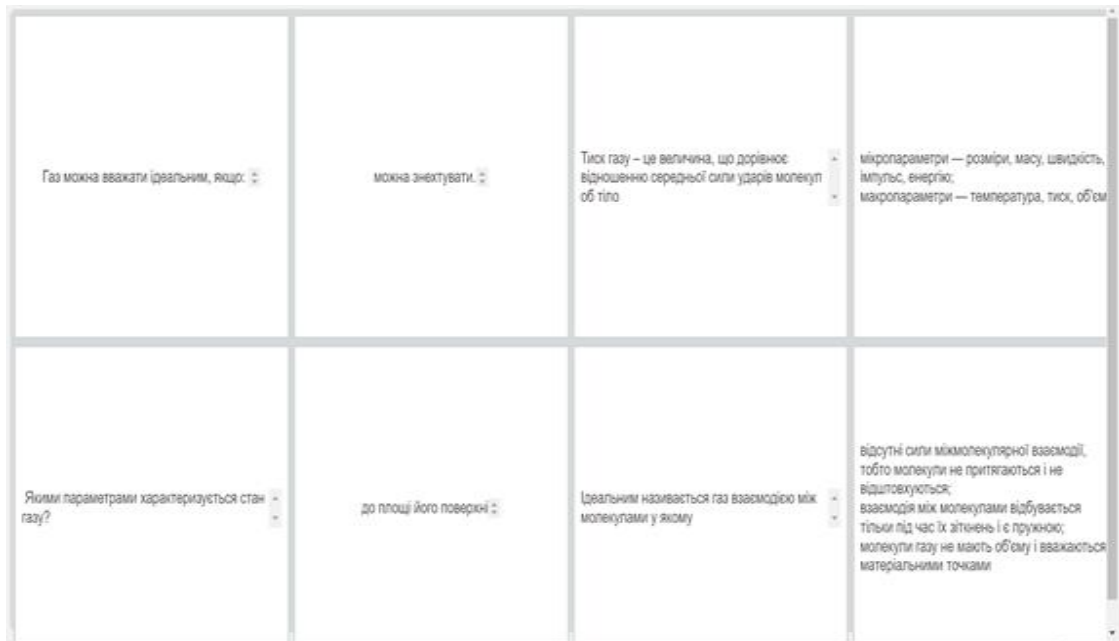 Газ можна вважати ідеальним, якщо:
можна знехтувати.
Тиск газу – це величина, що дорівнює
відношенню середньої сили ударів молекул
об тіло
мікропараметри — розміри, масу, швидкість,
імпульс, енергію;
макропараметри — температура, тиск, об'єм
Якими параметрами характеризується стан
газу?
до площі його поверхні
Ідеальним називається газ взаємодією між
молекулами у якому
відсутні сили міжмолекулярної взаємодії,
тобто молекули не притягаються і не
відштовхуються;
взаємодія між молекулами відбувається
тільки під час їх зіткнень і є пружною;
молекули газу не мають об'єму і вважаються
матеріальними точками